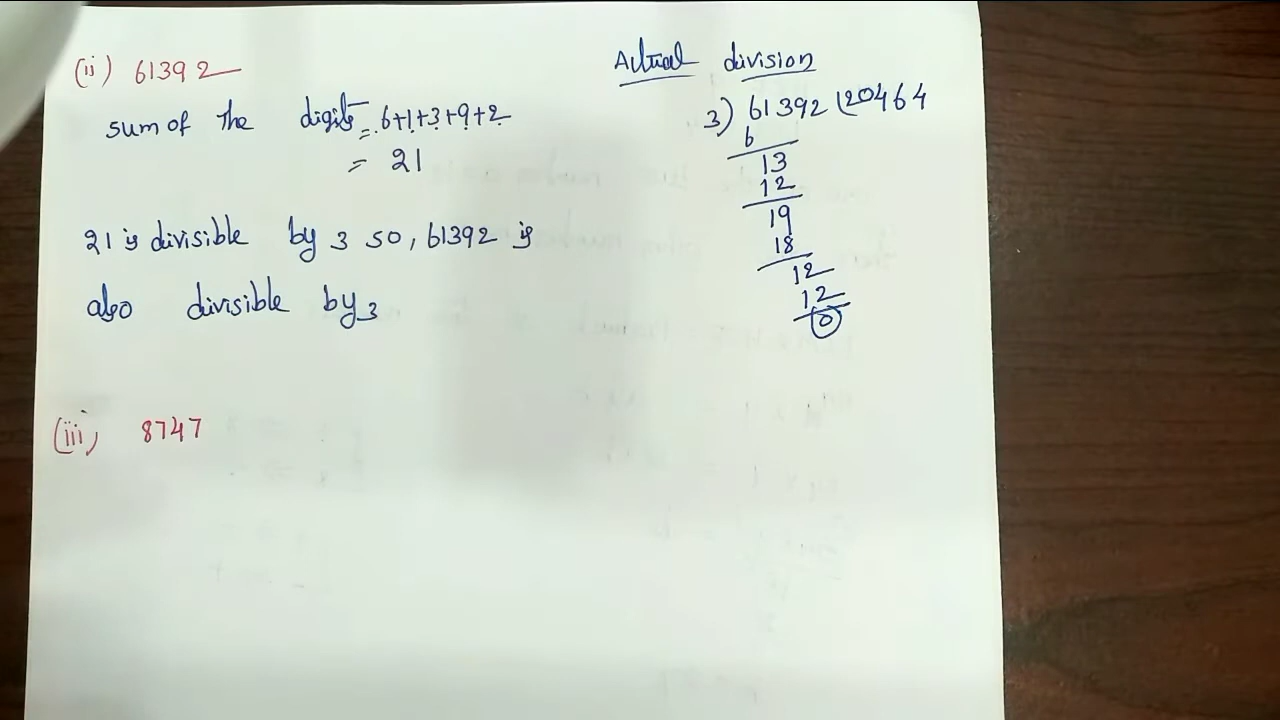 (ii) 61392
sum of the digits = 6+1+3+9+2
= 21
21 is divisible by 3 so, 61392 is
also divisible by 3
Actual division
3) 61392 (20464
6
13
12
19
18
12
12
0
(iii) 8747